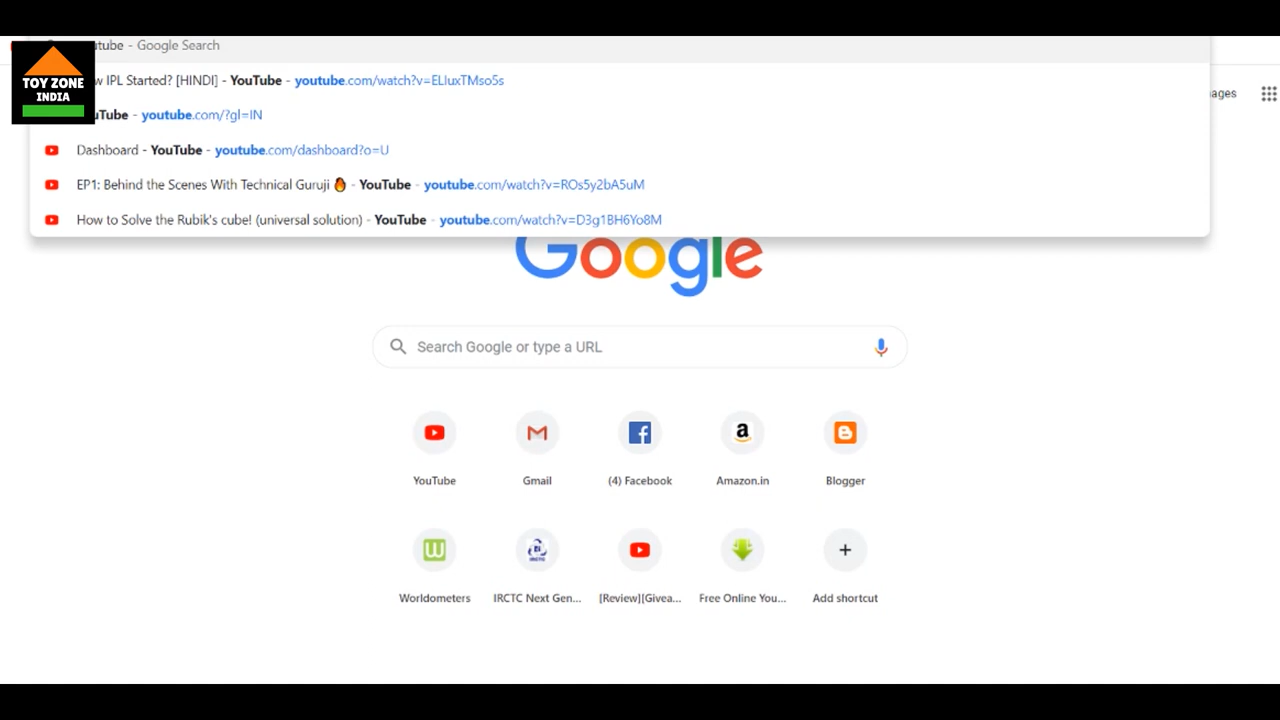 tube - Google Search
TOY ZONE
INDIA
w IPL Started? [HINDI] - YouTube - youtube.com/watch?v=ELIuxTMso5s
uTube - youtube.com/?gl=IN
Dashboard - YouTube - youtube.com/dashboard?o=U
EP1: Behind the Scenes With Technical Guruji 🔥 - YouTube - youtube.com/watch?v=ROs5y2bA5uM
How to Solve the Rubik's cube! (universal solution) - YouTube - youtube.com/watch?v=D3g1BH6Yo8M
ages
Google
Search Google or type a URL
YouTube
Gmail
(4) Facebook
Amazon.in
Blogger
Worldometers
IRCTC Next Gen...
[Review][Givea...
Free Online You...
Add shortcut